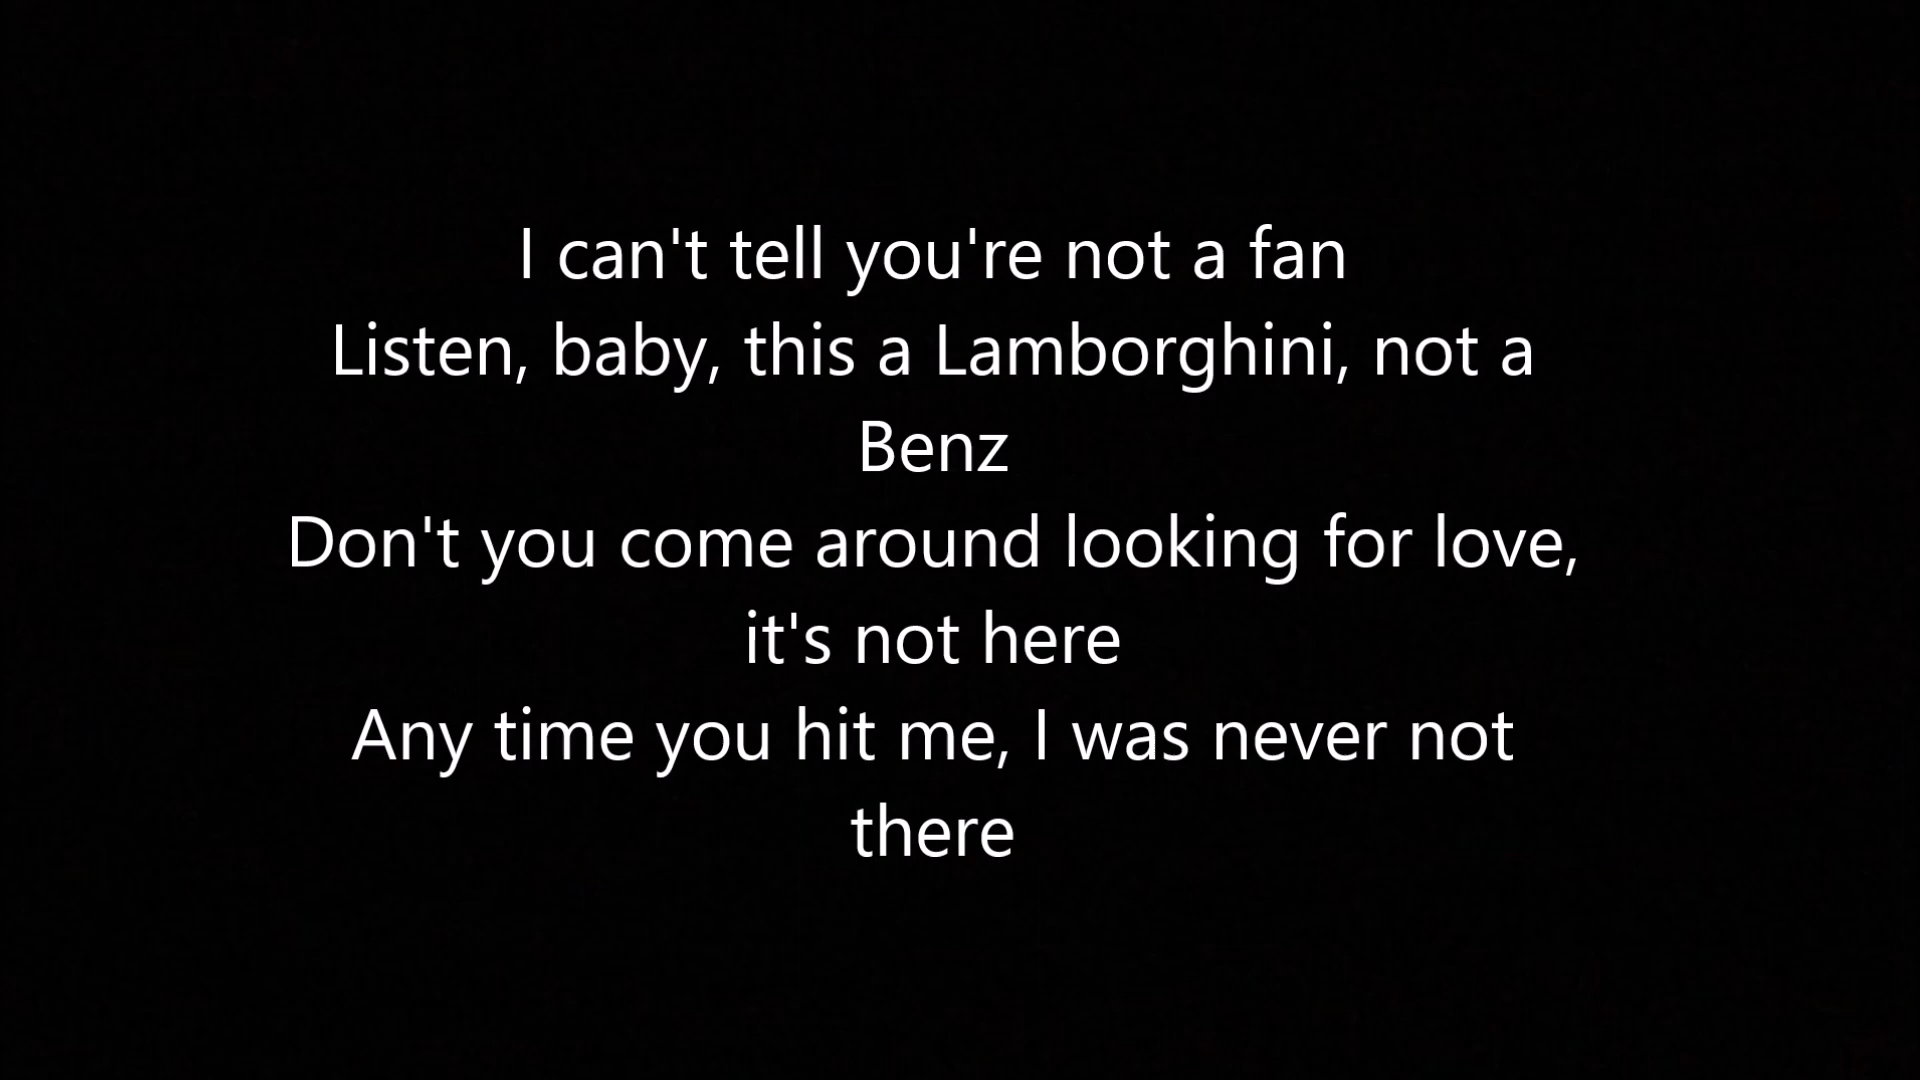 I can't tell you're not a fan
Listen, baby, this a Lamborghini, not a
Benz
Don't you come around looking for love,
it's not here
Any time you hit me, I was never not
there